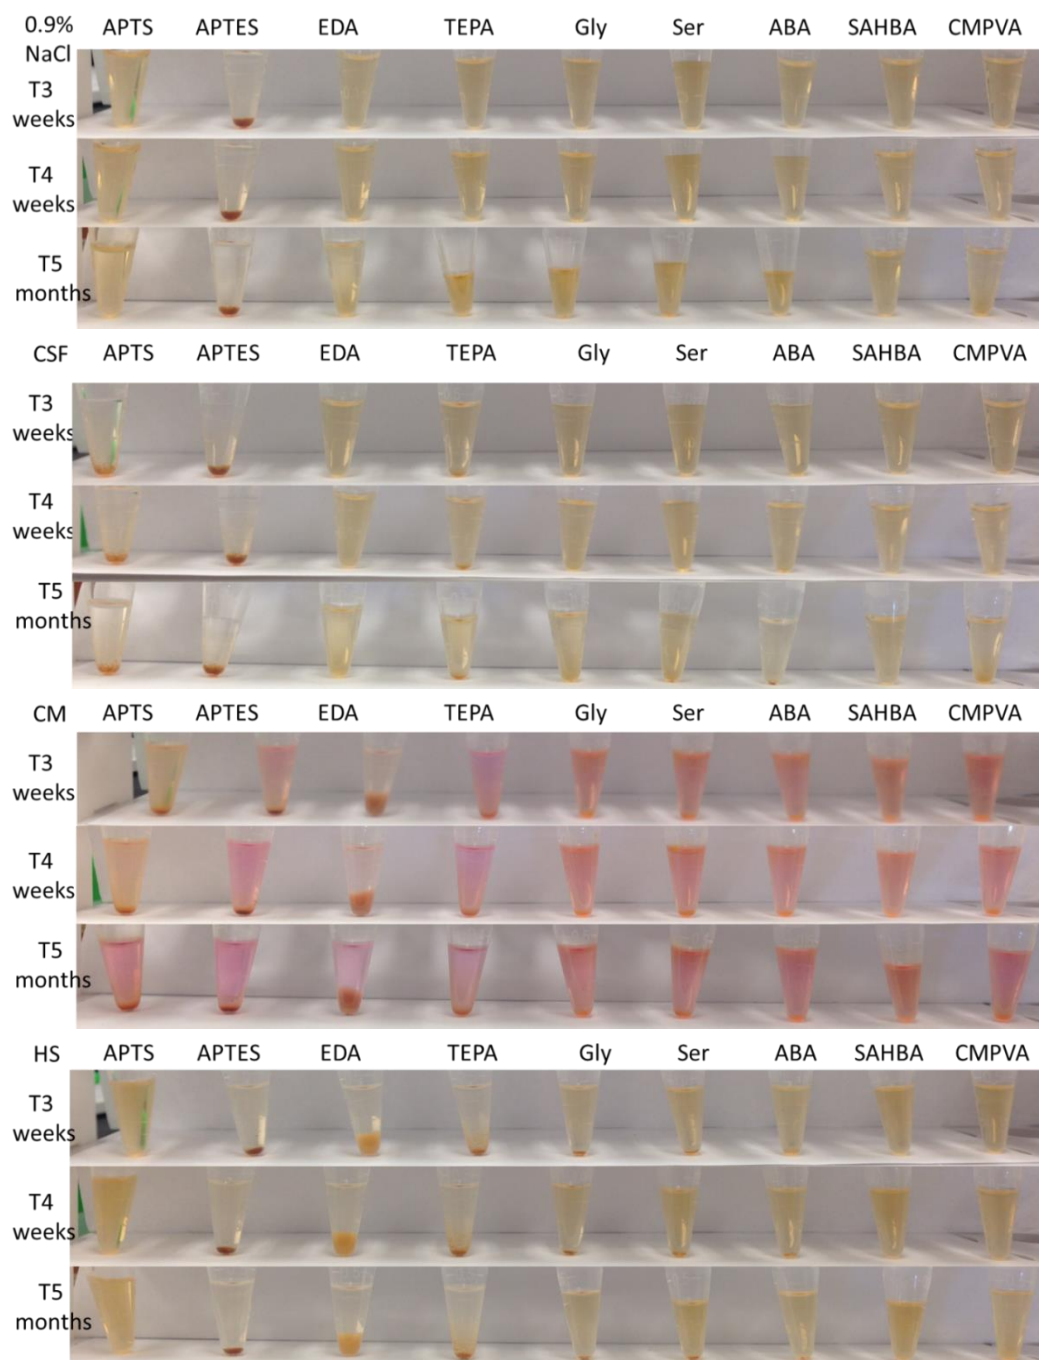 0.9% APTS APTES EDA TEPA Gly Ser ABA SAHBA CMPVA
NaCl
T3
weeks
T4
weeks
T5
months
CSF APTS APTES EDA TEPA Gly Ser ABA SAHBA CMPVA
T3
weeks
T4
weeks
T5
months
CM APTS APTES EDA TEPA Gly Ser ABA SAHBA CMPVA
T3
weeks
T4
weeks
T5
months
HS APTS APTES EDA TEPA Gly Ser ABA SAHBA CMPVA
T3
weeks
T4
weeks
T5
months